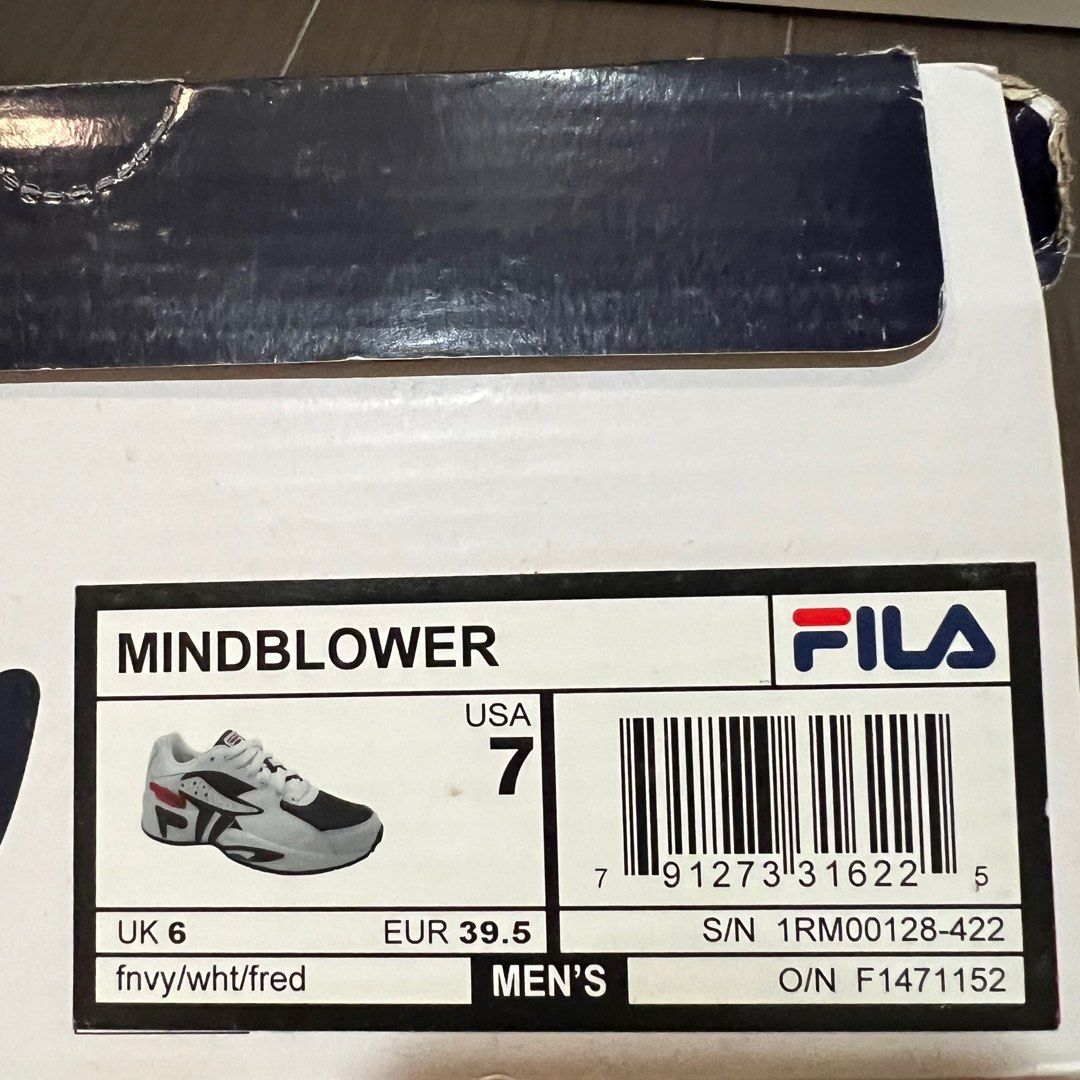 MINDBLOWER
FILA
USA
7
7 91273 31622 5
UK 6
EUR 39.5
S/N 1RM00128-422
fnvy/wht/fred
MEN'S
O/N F1471152